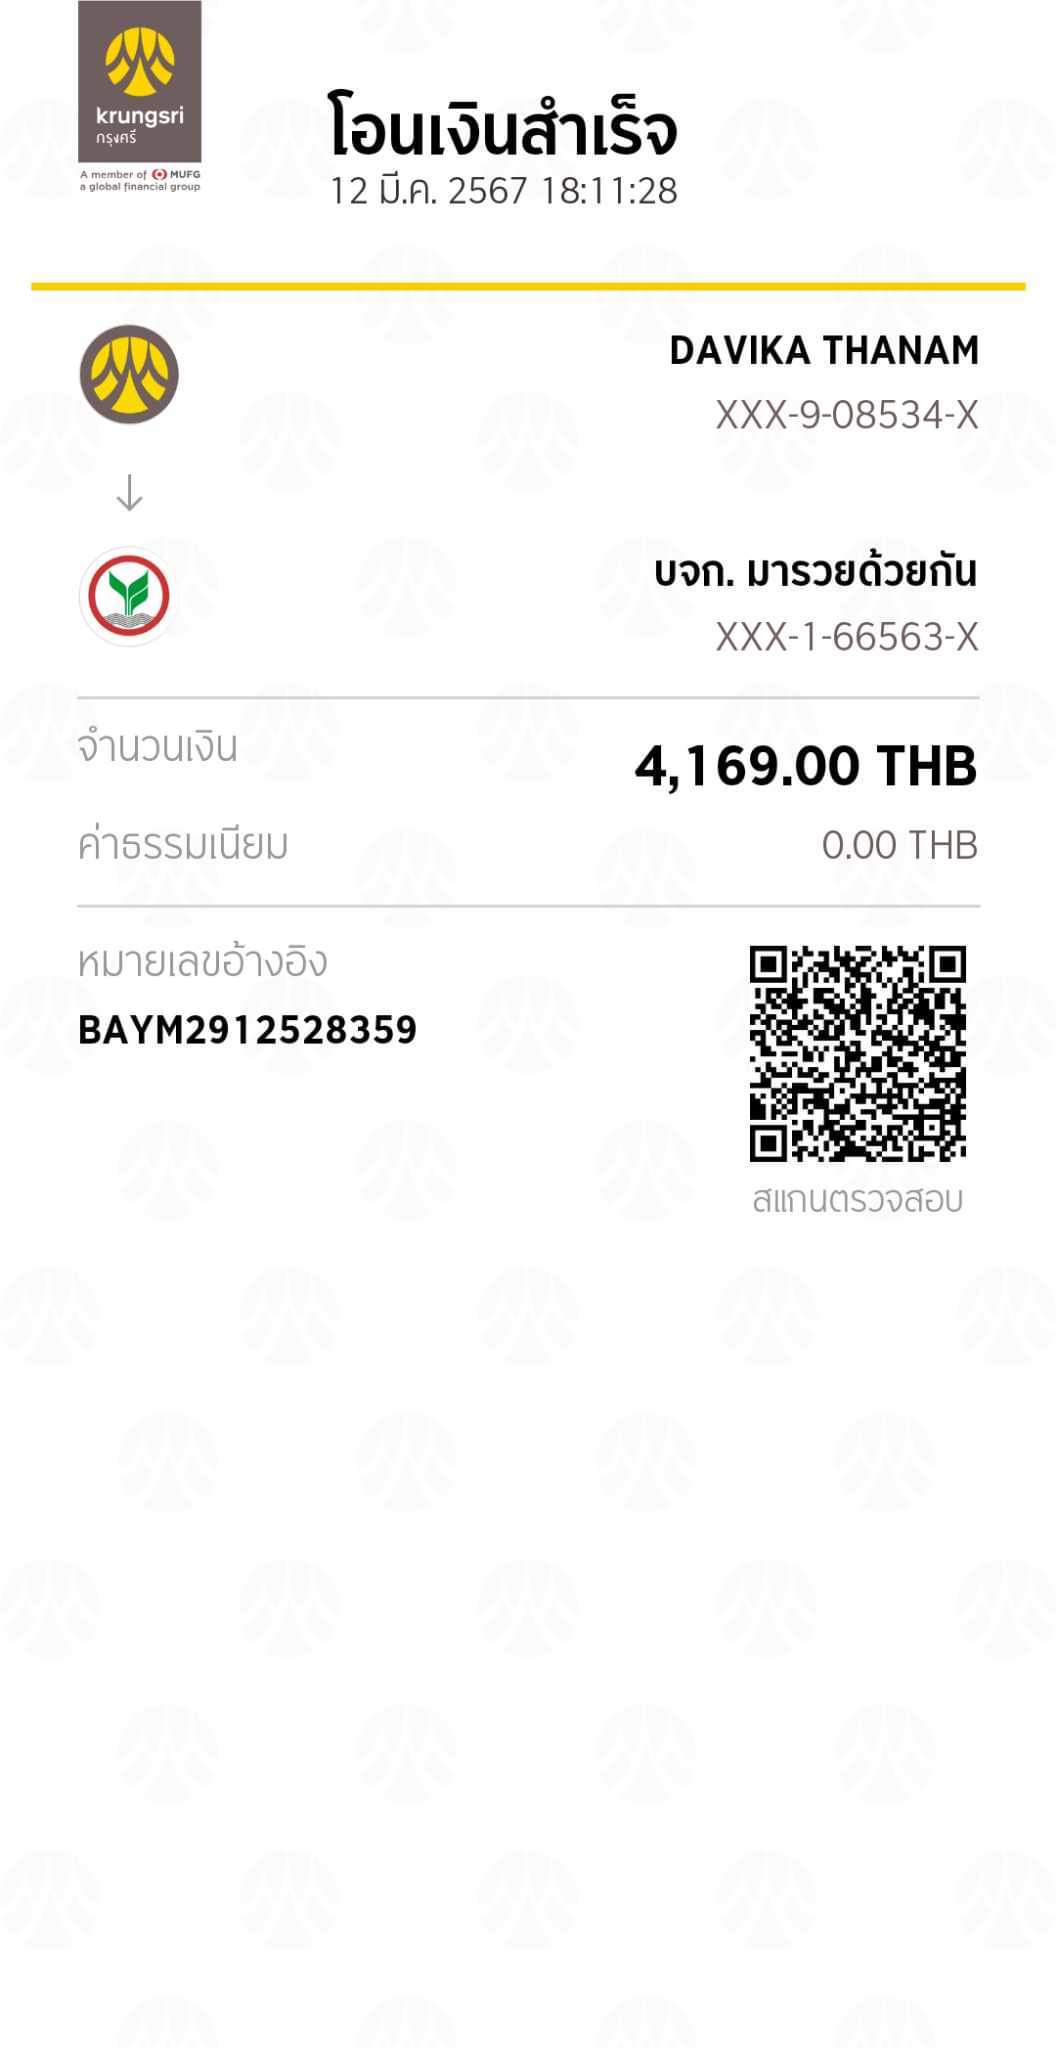 krungsri
กรุงศรี
A member of MUFG
a global financial group
โอนเงินสำเร็จ
12 มี.ค. 2567 18:11:28
DAVIKA THANAM
XXX-9-08534-X
บจก. มารวยด้วยกัน
XXX-1-66563-X
จำนวนเงิน
4,169.00 THB
ค่าธรรมเนียม
0.00 THB
หมายเลขอ้างอิง
BAYM2912528359
สแกนตรวจสอบ